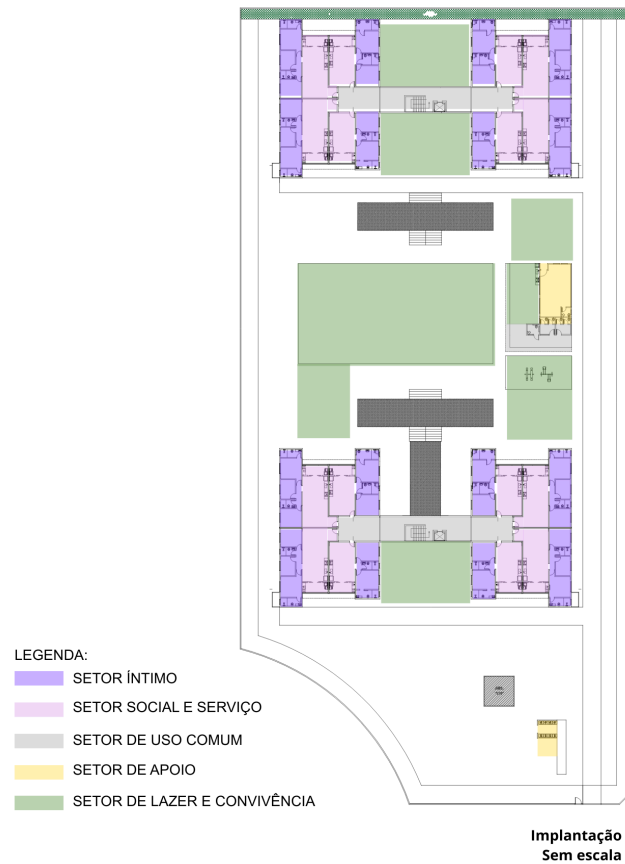 LEGENDA:
SETOR ÍNTIMO
SETOR SOCIAL E SERVIÇO
SETOR DE USO COMUM
SETOR DE APOIO
SETOR DE LAZER E CONVIVÊNCIA
Implantação
Sem escala